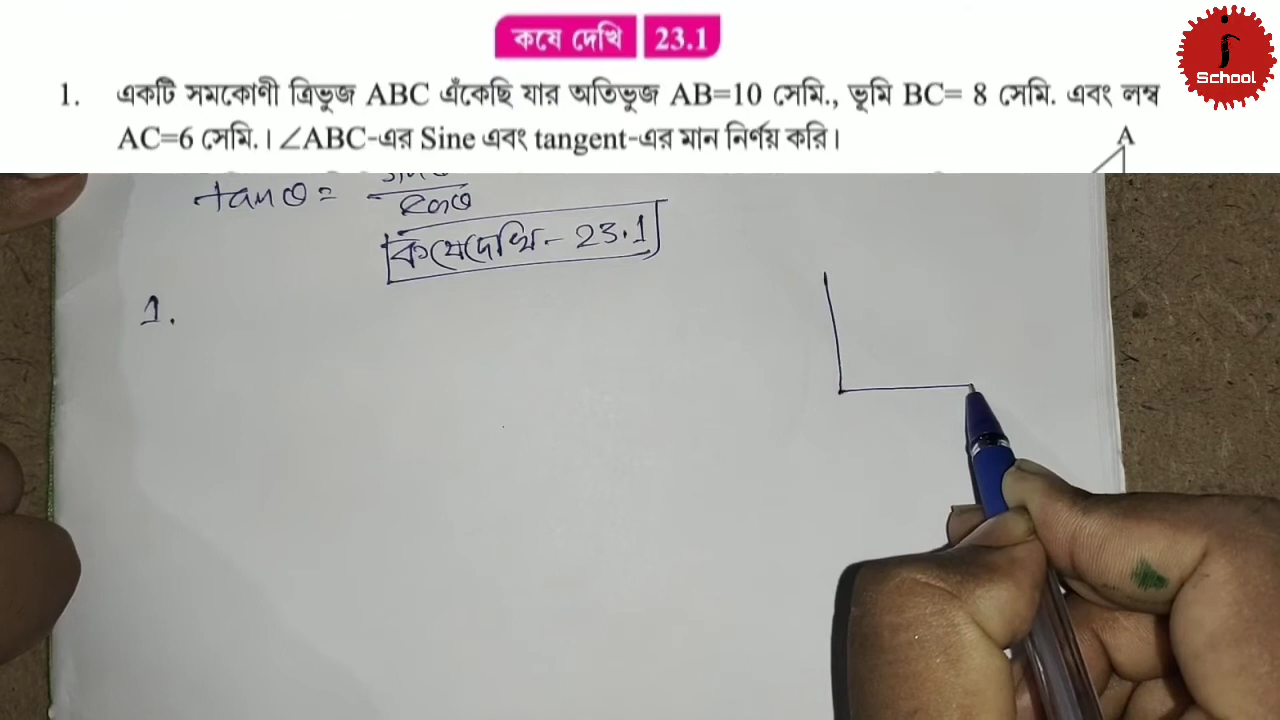 কষে দেখি 23.1
1. একটি সমকোণী ত্রিভুজ ABC এঁকেছি যার অতিভুজ AB=10 সেমি., ভূমি BC= 8 সেমি. এবং লম্ব
AC=6 সেমি.। ∠ABC-এর Sine এবং tangent-এর মান নির্ণয় করি।
School
A
tanθ =
কষেদেখি - 23.1
1.